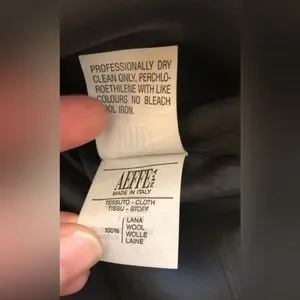 PROFESSIONALLY DRY
CLEAN ONLY, PERCHLO-
ROETHILENE WITH LIKE
COLOURS NO BLEACH
OOL IRON.
AEFFE
MADE IN ITALY
TESSUTO - CLOTH
TISSU - STOFF
100%
LANA
WOOL
WOLLE
LAINE